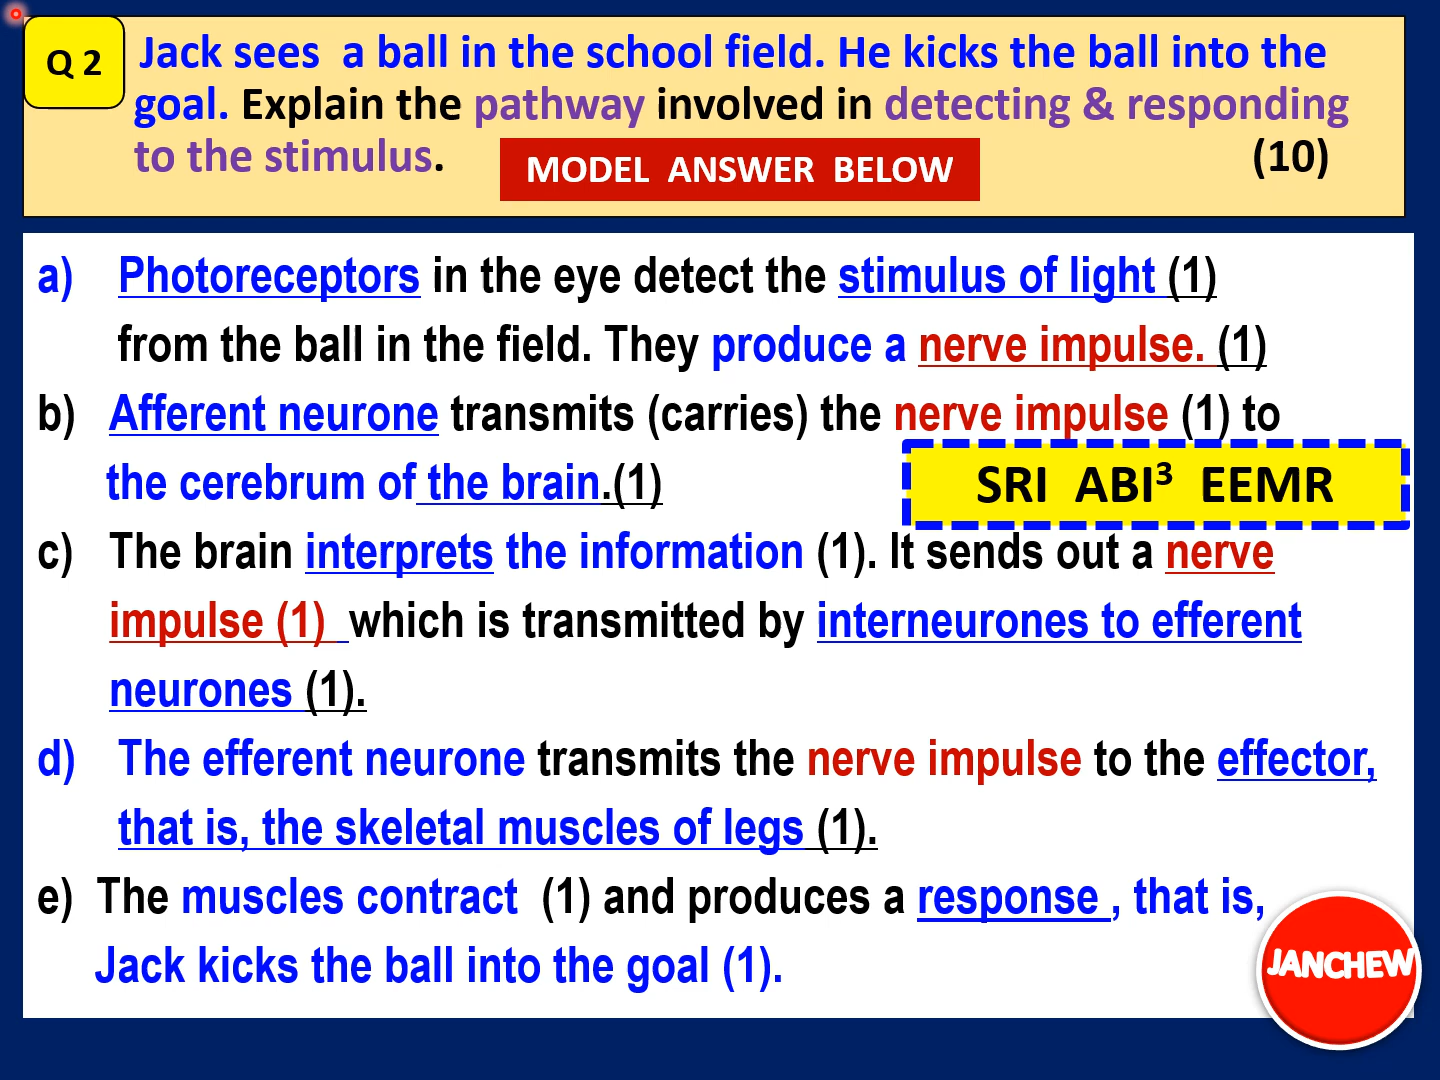 Q 2
Jack sees a ball in the school field. He kicks the ball into the
goal. Explain the pathway involved in detecting & responding
to the stimulus. (10)
MODEL ANSWER BELOW
a) Photoreceptors in the eye detect the stimulus of light (1)
from the ball in the field. They produce a nerve impulse. (1)
b) Afferent neurone transmits (carries) the nerve impulse (1) to
the cerebrum of the brain.(1)
SRI ABI³ EEMR
c) The brain interprets the information (1). It sends out a nerve
impulse (1) which is transmitted by interneurones to efferent
neurones (1).
d) The efferent neurone transmits the nerve impulse to the effector,
that is, the skeletal muscles of legs (1).
e) The muscles contract (1) and produces a response , that is,
Jack kicks the ball into the goal (1).
JANCHEW